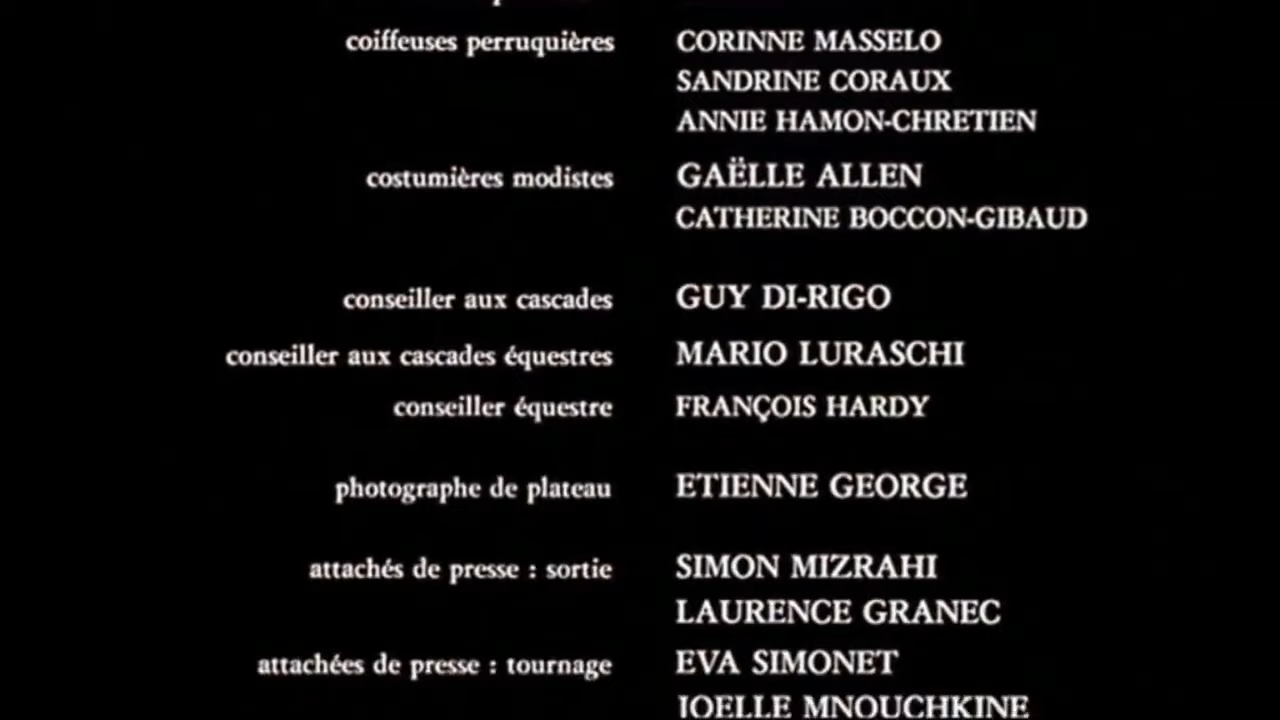 coiffeuses perruquières CORINNE MASSELO
SANDRINE CORAUX
ANNIE HAMON-CHRETIEN
costumières modistes GAËLLE ALLEN
CATHERINE BOCCON-GIBAUD
conseiller aux cascades GUY DI-RIGO
conseiller aux cascades équestres MARIO LURASCHI
conseiller équestre FRANÇOIS HARDY
photographe de plateau ETIENNE GEORGE
attachés de presse : sortie SIMON MIZRAHI
LAURENCE GRANEC
attachées de presse : tournage EVA SIMONET
JOELLE MNOUCHKINE